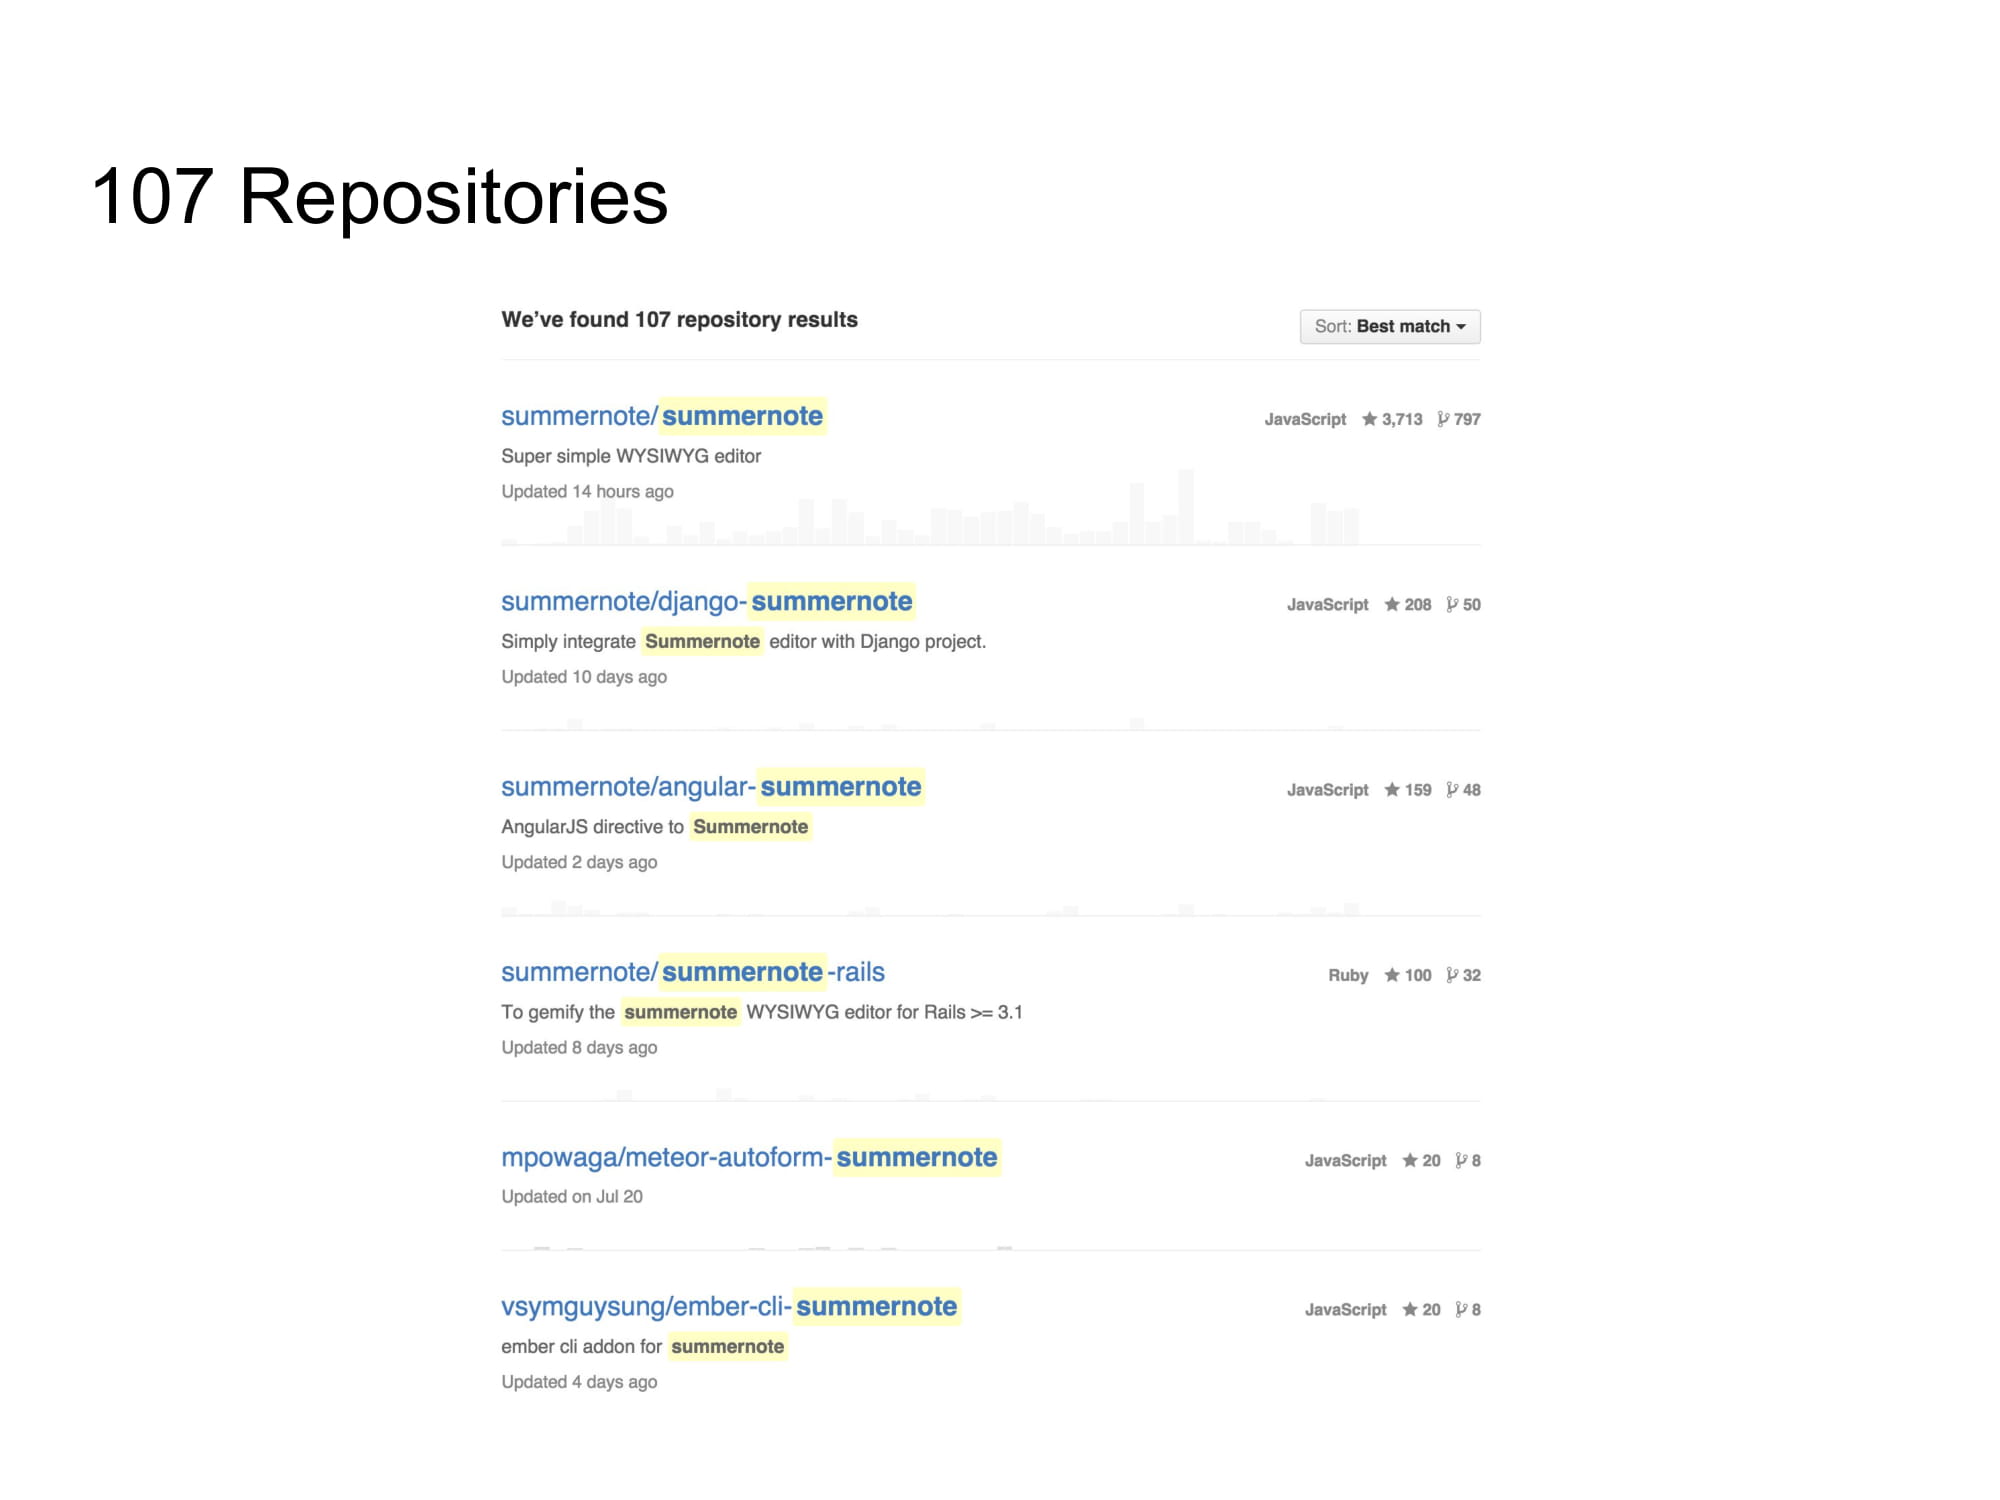 107 Repositories
We’ve found 107 repository results
Sort: Best match
summernote/summernote
JavaScript 3,713 797
Super simple WYSIWYG editor
Updated 14 hours ago
summernote/django-summernote
JavaScript 208 50
Simply integrate Summernote editor with Django project.
Updated 10 days ago
summernote/angular-summernote
JavaScript 159 48
AngularJS directive to Summernote
Updated 2 days ago
summernote/summernote-rails
Ruby 100 32
To gemify the summernote WYSIWYG editor for Rails >= 3.1
Updated 8 days ago
mpowaga/meteor-autoform-summernote
JavaScript 20 8
Updated on Jul 20
vsymguysung/ember-cli-summernote
JavaScript 20 8
ember cli addon for summernote
Updated 4 days ago